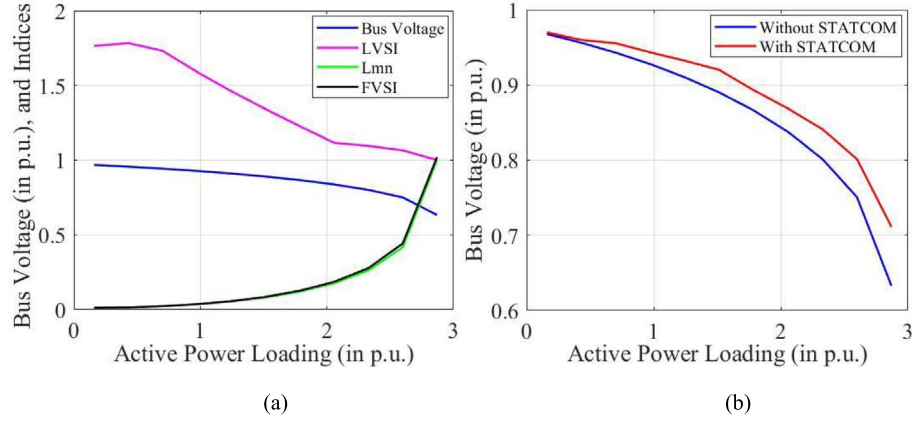 Bus Voltage (in p.u.), and Indices
2
1.5
1
0.5
0
0
1
2
3
Bus Voltage
LVSI
Lmn
FVSI
Active Power Loading (in p.u.)
(a)
Bus Voltage (in p.u.)
1
0.9
0.8
0.7
0.6
0
1
2
3
Without STATCOM
With STATCOM
Active Power Loading (in p.u.)
(b)